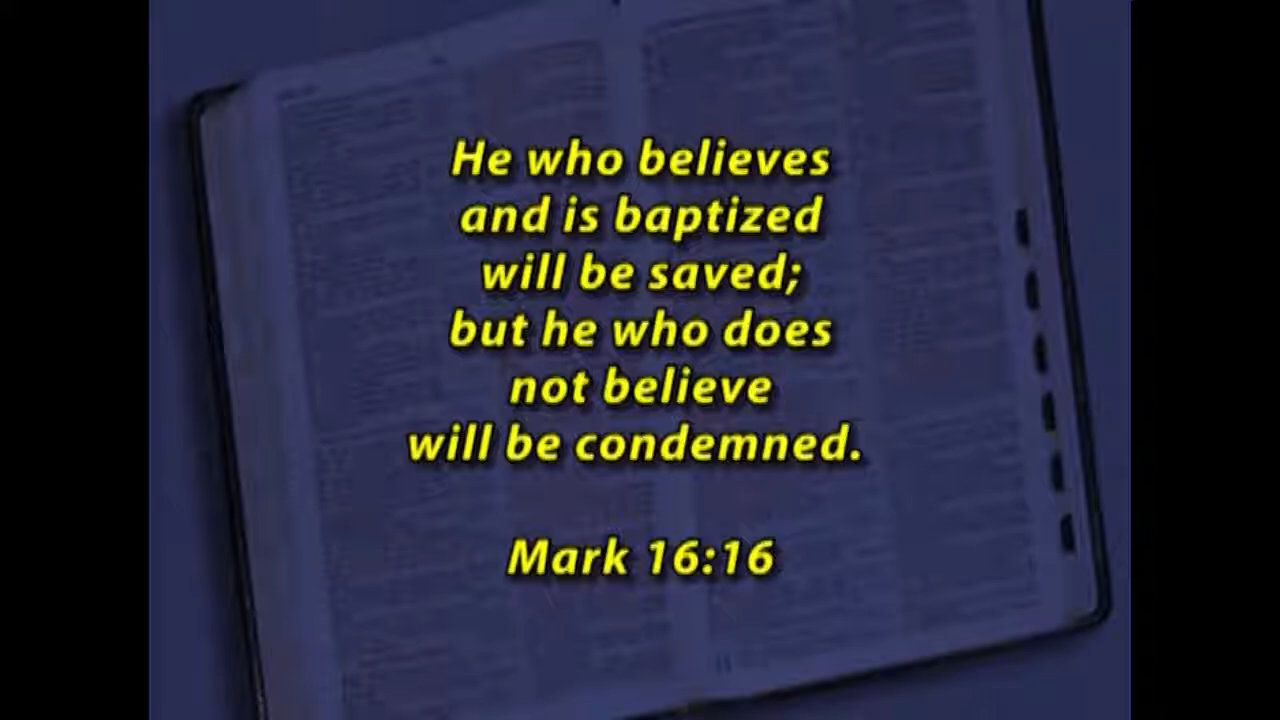 He who believes
and is baptized
will be saved;
but he who does
not believe
will be condemned.
Mark 16:16